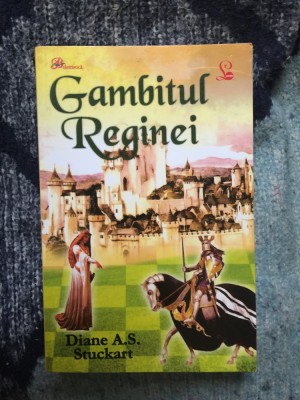 Gambitul
Reginei
Diane A.S.
Stuckart